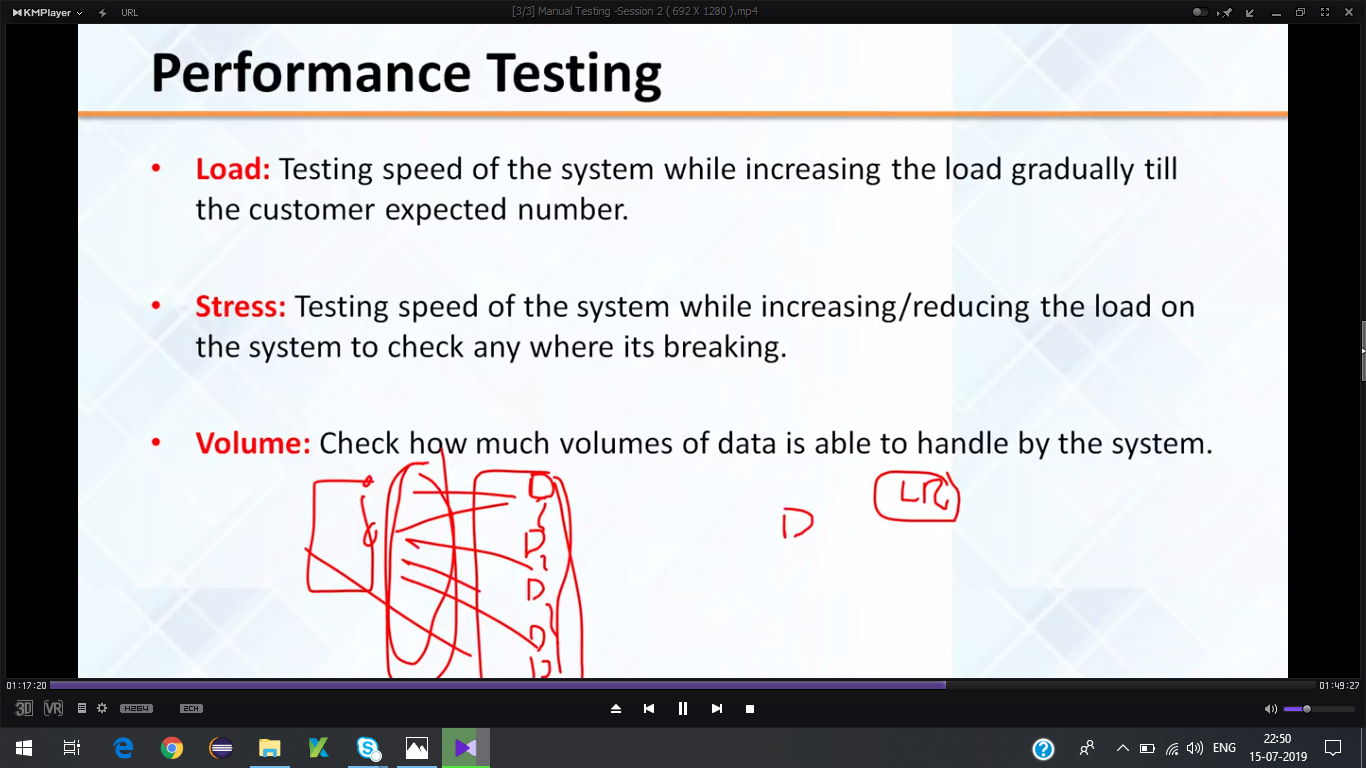 KMPlayer
URL
[3/3] Manual Testing -Session 2 ( 692 X 1280 ).mp4
Performance Testing
• Load: Testing speed of the system while increasing the load gradually till
the customer expected number.
• Stress: Testing speed of the system while increasing/reducing the load on
the system to check any where its breaking.
• Volume: Check how much volumes of data is able to handle by the system.
D
LR
D
D
D
D
01:17:20
01:49:27
3D
VR
H264
2CH
ENG
22:50
15-07-2019